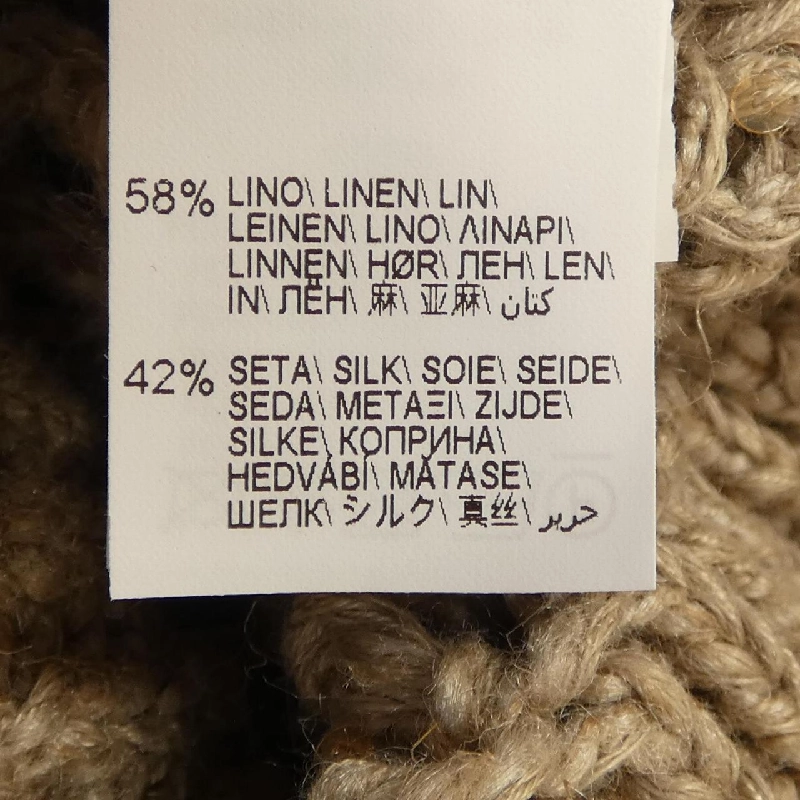 58% LINO\ LINEN\ LIN\
LEINEN\ LINO\ ΛΙΝΑΡΙ\
LINNEN\ HØR\ ЛЕН\ LEN\
IN\ ЛЁН\ 麻\ 亚麻\ كتان
42% SETA\ SILK\ SOIE\ SEIDE\
SEDA\ ΜΕΤΑΞΙ\ ZIJDE\
SILKE\ КОПРИНА\
HEDVÁBÍ\ MĂTASE\
ШЕЛК\ シルク\ 真丝\ حرير